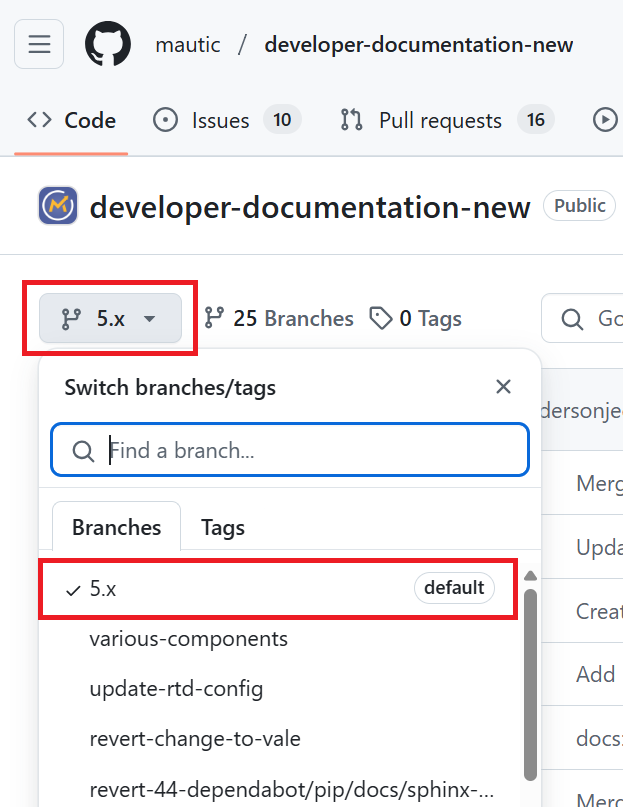 mautic / developer-documentation-new
Code Issues 10 Pull requests 16
developer-documentation-new Public
5.x 25 Branches 0 Tags Go
Switch branches/tags
Find a branch...
dersonje
Branches Tags
Merg
Upda
5.x default
Creat
various-components
Add
update-rtd-config
revert-change-to-vale
docs:
revert-44-dependabot/pip/docs/sphinx-...
Merg